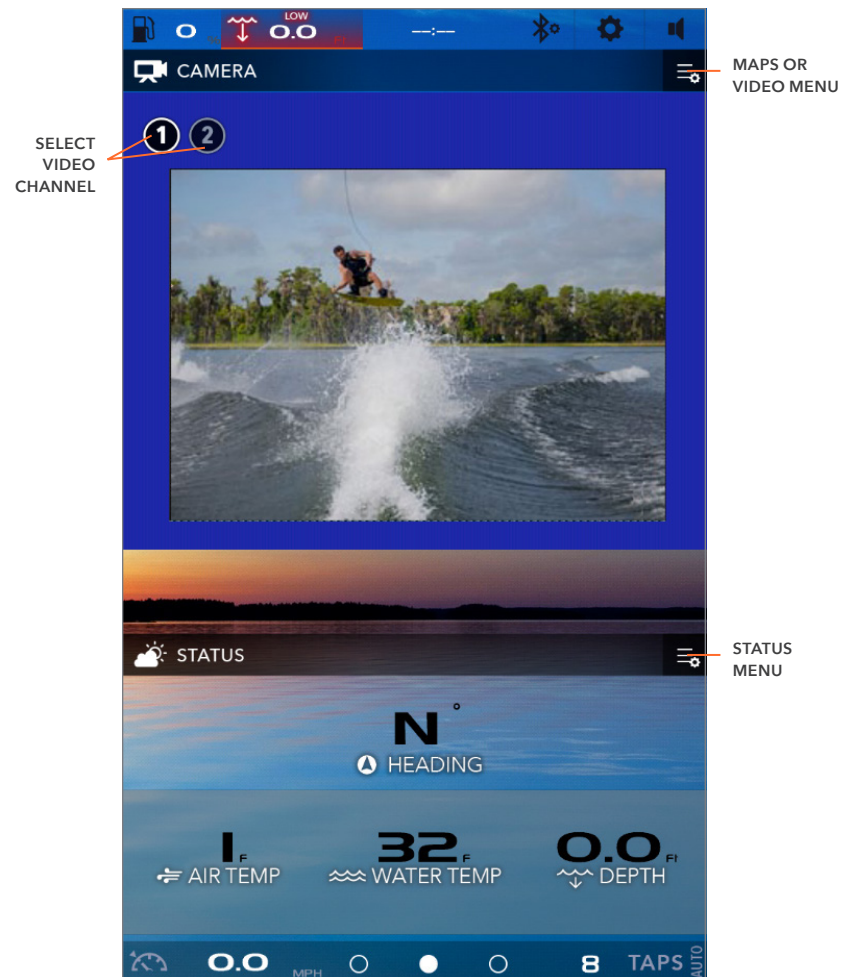 0
LOW
0.0
--:--
CAMERA
MAPS OR
VIDEO MENU
1 2
SELECT
VIDEO
CHANNEL
STATUS
STATUS
MENU
N°
HEADING
1 F 32 F 0.0 Ft
AIR TEMP WATER TEMP DEPTH
0.0 MPH 8 TAPS AUTO